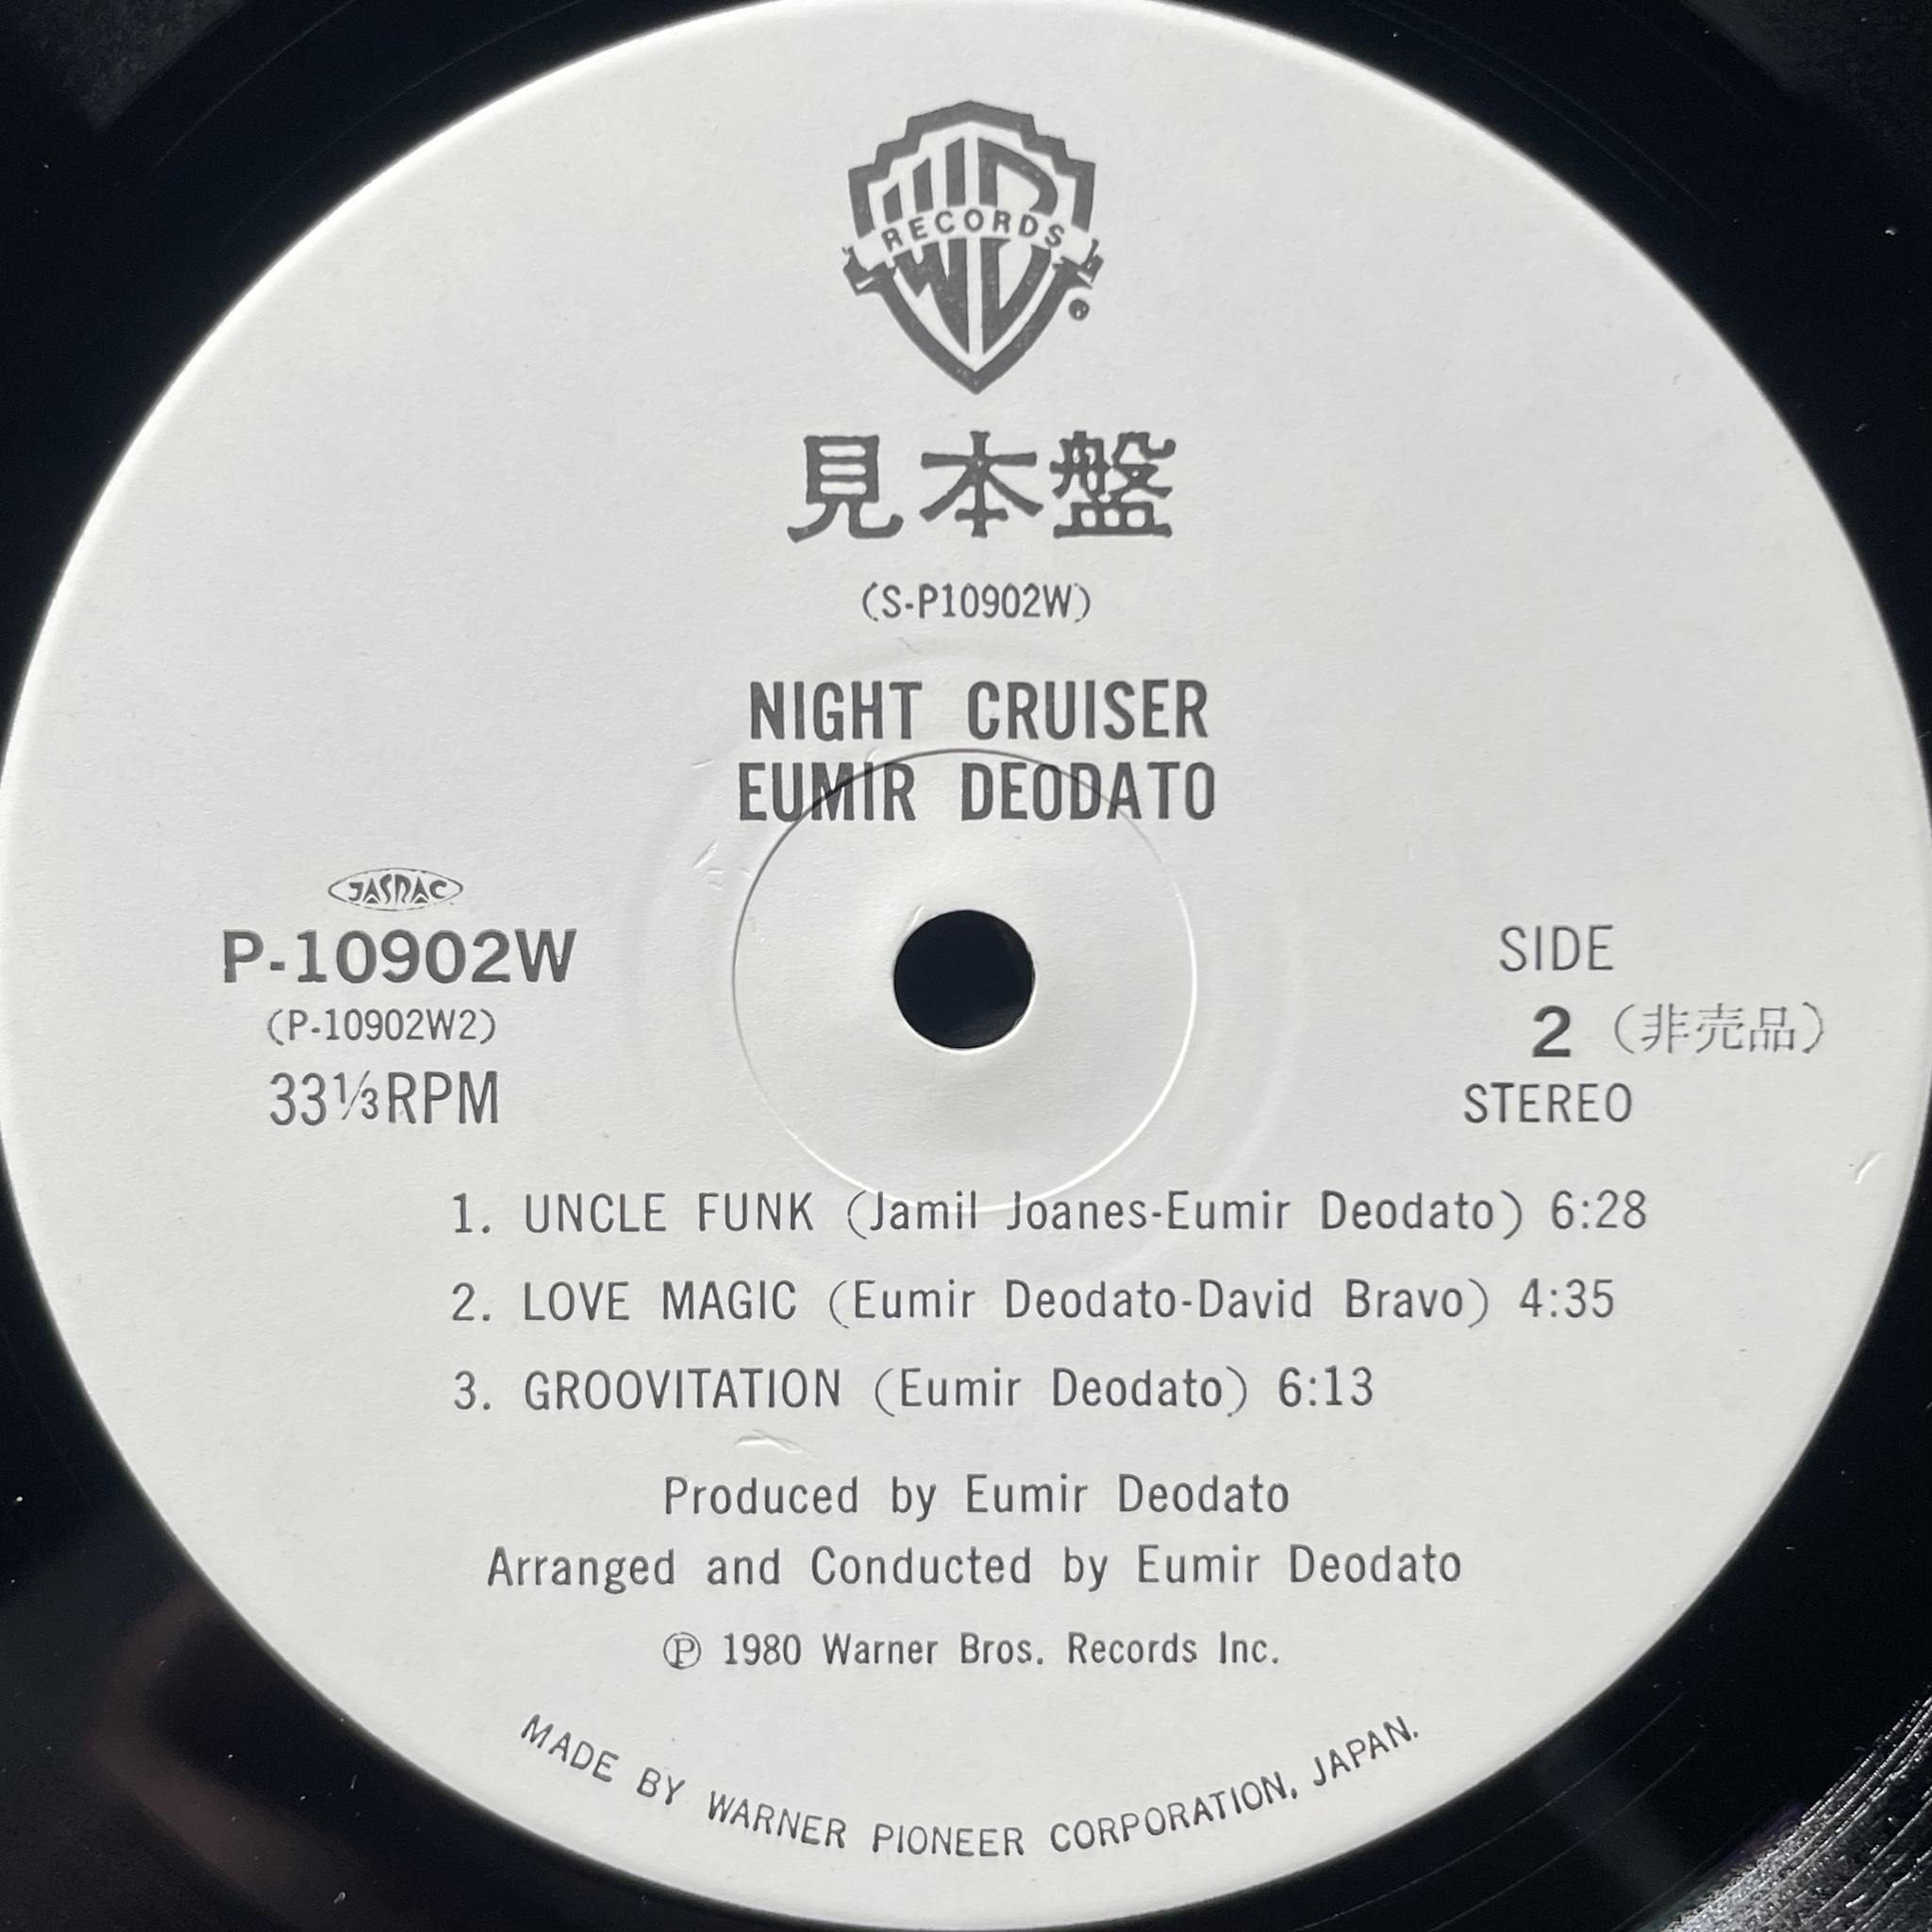 WB
RECORDS
®
見本盤
(S-P10902W)
NIGHT CRUISER
EUMIR DEODATO
JASRAC
P-10902W
(P-10902W2)
33⅓RPM
SIDE
2 (非売品)
STEREO
1. UNCLE FUNK (Jamil Joanes-Eumir Deodato) 6:28
2. LOVE MAGIC (Eumir Deodato-David Bravo) 4:35
3. GROOVITATION (Eumir Deodato) 6:13
Produced by Eumir Deodato
Arranged and Conducted by Eumir Deodato
℗ 1980 Warner Bros. Records Inc.
MADE BY WARNER PIONEER CORPORATION, JAPAN.